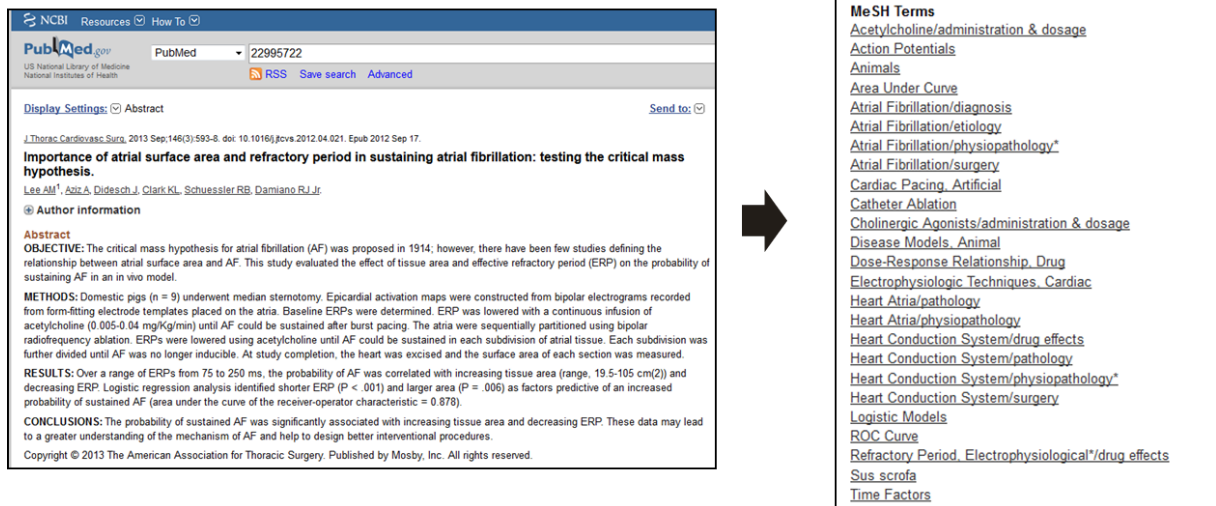 NCBI Resources How To
PubMed.gov
US National Library of Medicine
National Institutes of Health
PubMed
22995722
RSS Save search Advanced
Display Settings: Abstract
Send to:
J Thorac Cardiovasc Surg. 2013 Sep;146(3):593-8. doi: 10.1016/j.jtcvs.2012.04.021. Epub 2012 Sep 17.
Importance of atrial surface area and refractory period in sustaining atrial fibrillation: testing the critical mass
hypothesis.
Lee AM1, Aziz A, Didesch J, Clark KL, Schuessler RB, Damiano RJ Jr.
Author information
Abstract
OBJECTIVE: The critical mass hypothesis for atrial fibrillation (AF) was proposed in 1914; however, there have been few studies defining the
relationship between atrial surface area and AF. This study evaluated the effect of tissue area and effective refractory period (ERP) on the probability of
sustaining AF in an in vivo model.
METHODS: Domestic pigs (n = 9) underwent median sternotomy. Epicardial activation maps were constructed from bipolar electrograms recorded
from form-fitting electrode templates placed on the atria. Baseline ERPs were determined. ERP was lowered with a continuous infusion of
acetylcholine (0.005-0.04 mg/Kg/min) until AF could be sustained after burst pacing. The atria were sequentially partitioned using bipolar
radiofrequency ablation. ERPs were lowered using acetylcholine until AF could be sustained in each subdivision of atrial tissue. Each subdivision was
further divided until AF was no longer inducible. At study completion, the heart was excised and the surface area of each section was measured.
RESULTS: Over a range of ERPs from 75 to 250 ms, the probability of AF was correlated with increasing tissue area (range, 19.5-105 cm(2)) and
decreasing ERP. Logistic regression analysis identified shorter ERP (P < .001) and larger area (P = .006) as factors predictive of an increased
probability of sustained AF (area under the curve of the receiver-operator characteristic = 0.878).
CONCLUSIONS: The probability of sustained AF was significantly associated with increasing tissue area and decreasing ERP. These data may lead
to a greater understanding of the mechanism of AF and help to design better interventional procedures.
Copyright © 2013 The American Association for Thoracic Surgery. Published by Mosby, Inc. All rights reserved.
MeSH Terms
Acetylcholine/administration & dosage
Action Potentials
Animals
Area Under Curve
Atrial Fibrillation/diagnosis
Atrial Fibrillation/etiology
Atrial Fibrillation/physiopathology*
Atrial Fibrillation/surgery
Cardiac Pacing, Artificial
Catheter Ablation
Cholinergic Agonists/administration & dosage
Disease Models, Animal
Dose-Response Relationship, Drug
Electrophysiologic Techniques, Cardiac
Heart Atria/pathology
Heart Atria/physiopathology
Heart Conduction System/drug effects
Heart Conduction System/pathology
Heart Conduction System/physiopathology*
Heart Conduction System/surgery
Logistic Models
ROC Curve
Refractory Period, Electrophysiological*/drug effects
Sus scrofa
Time Factors